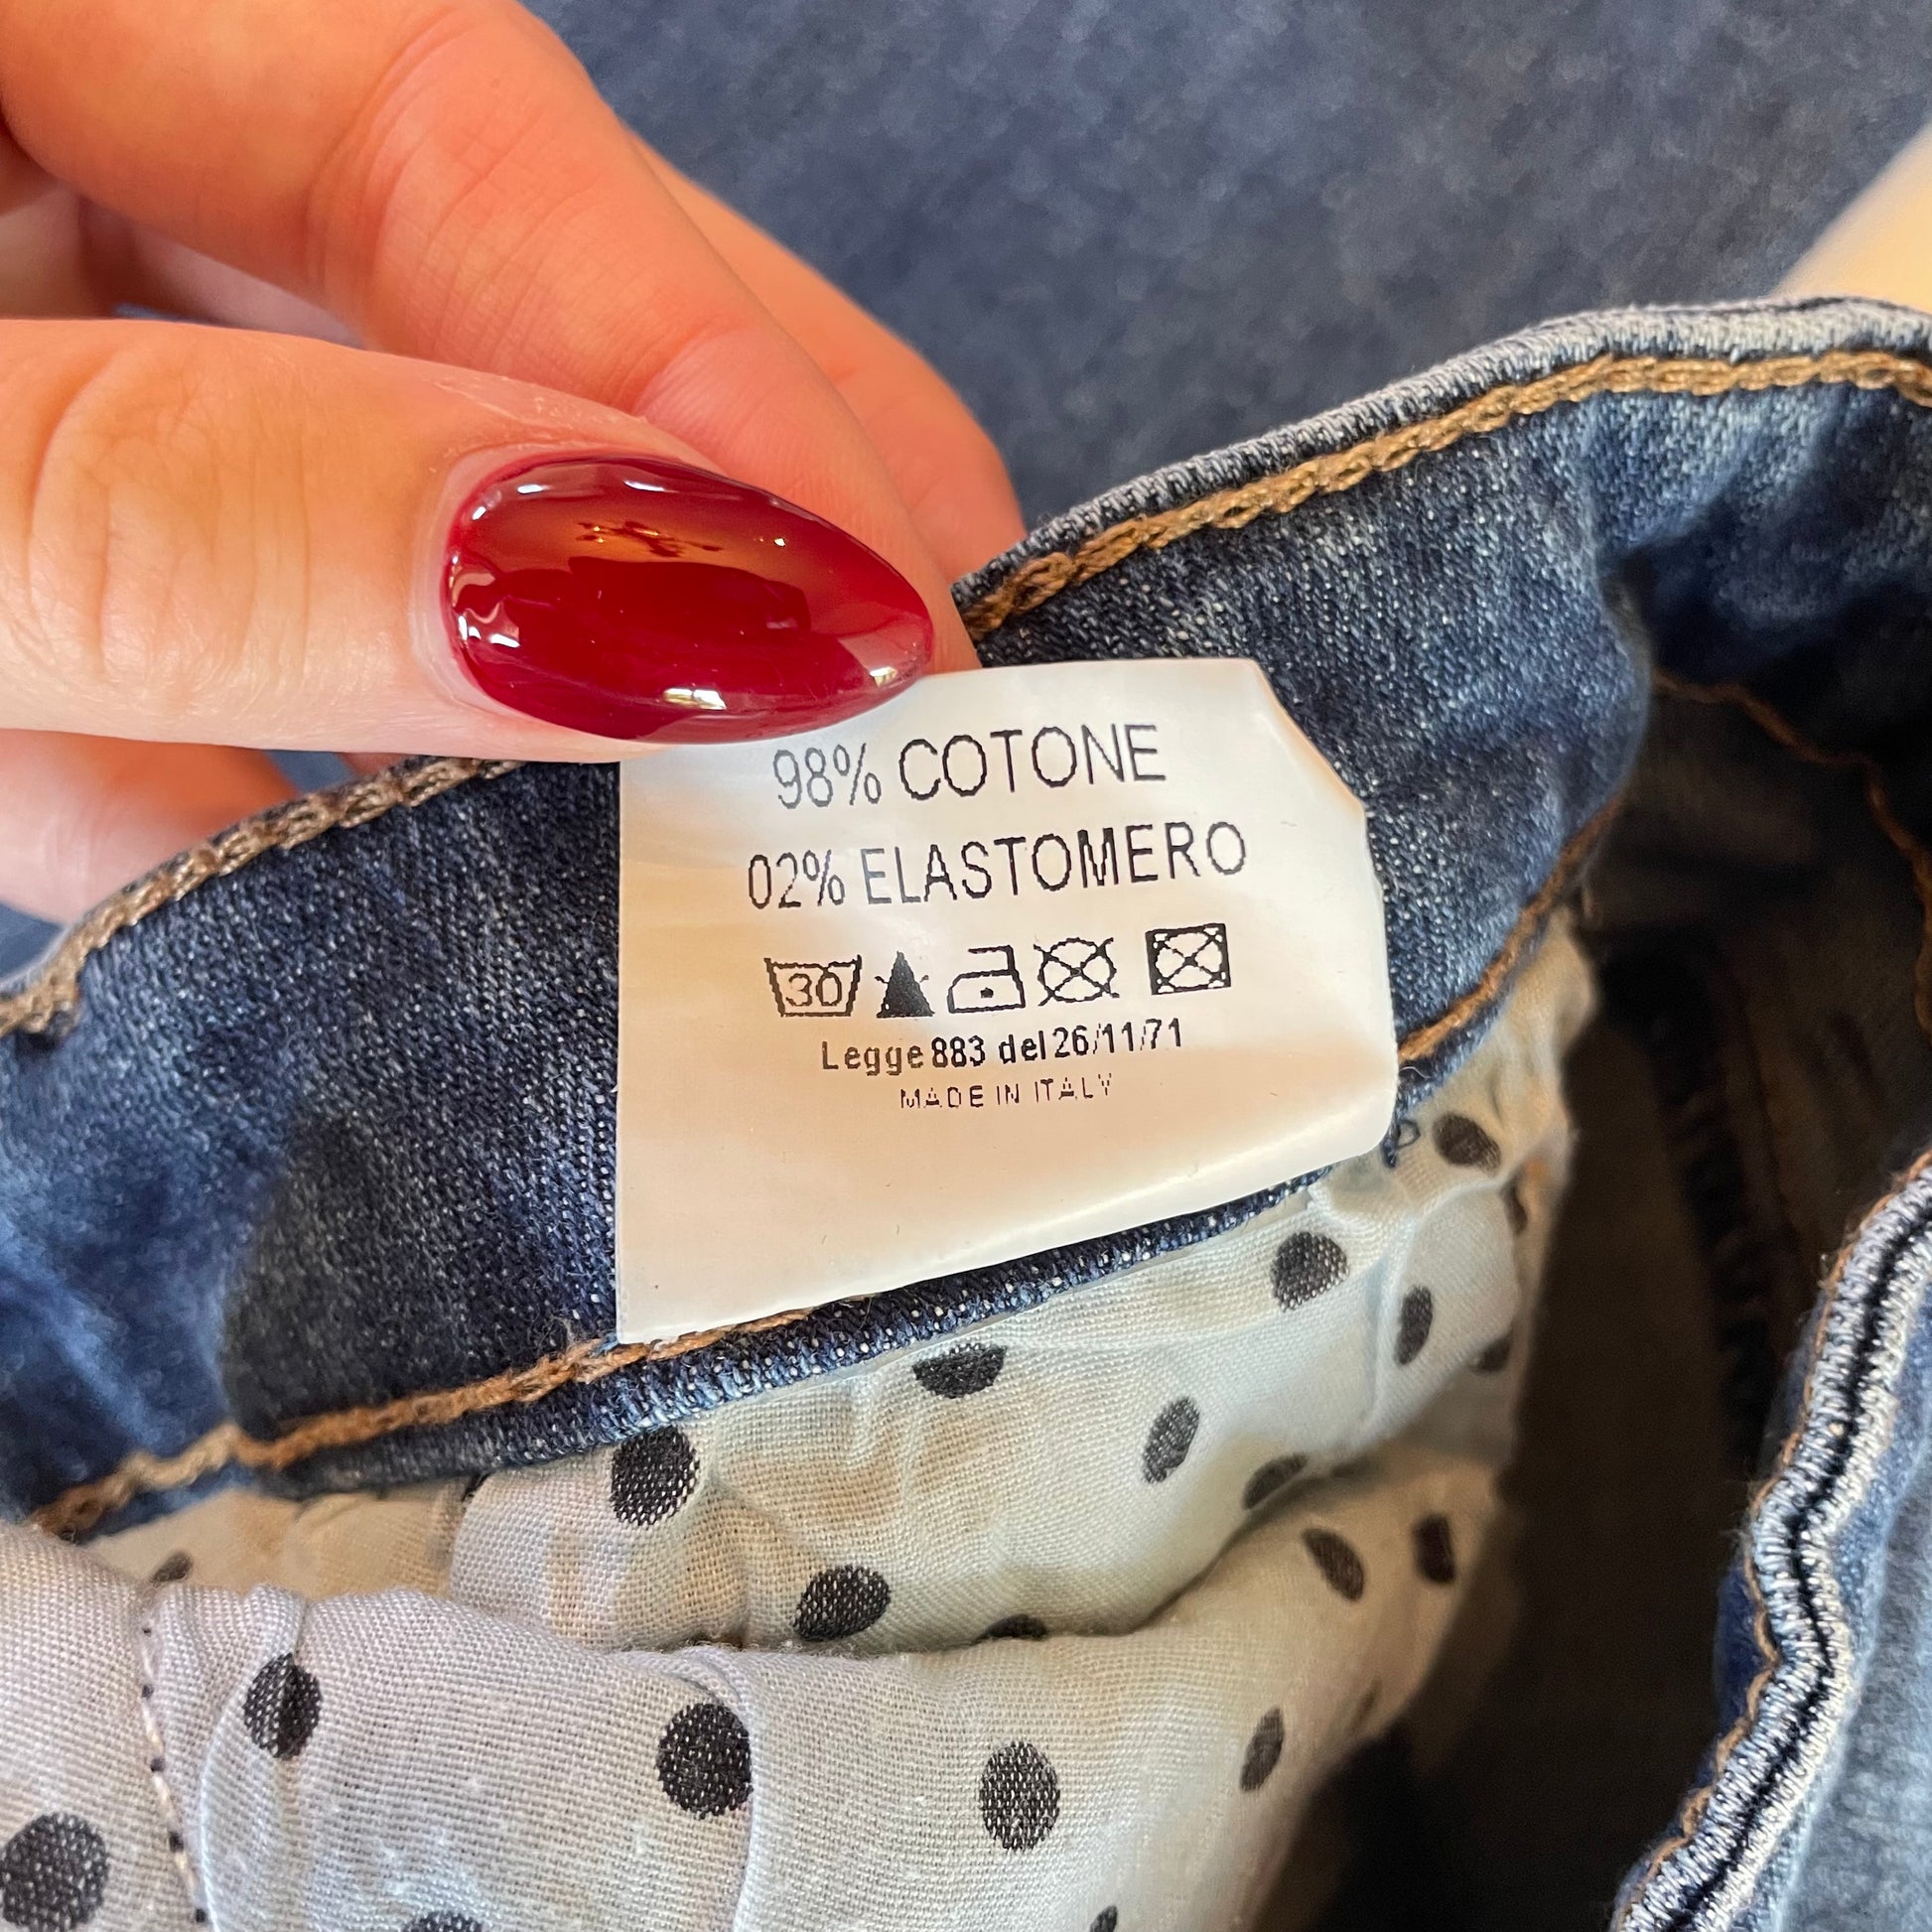 98% COTONE
02% ELASTOMERO
30
Legge 883 del 26/11/71
MADE IN ITALY